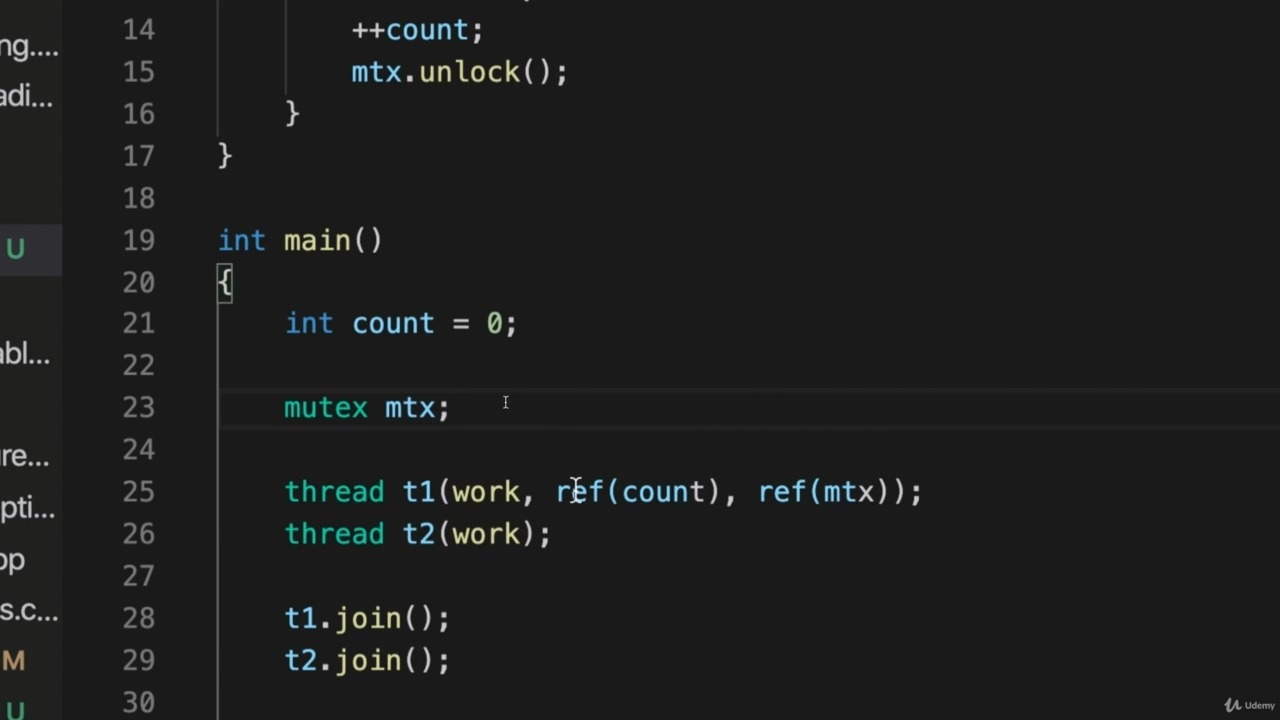 14 ++count;
ng....
15 mtx.unlock();
adi...
16 }
17 }
18
19 int main()
U
20 {
21 int count = 0;
abl...
22
23 mutex mtx;
24
ure...
25 thread t1(work, ref(count), ref(mtx));
pti...
26 thread t2(work);
pp
27
s.c...
28 t1.join();
29 t2.join();
M
30
U
Udemy